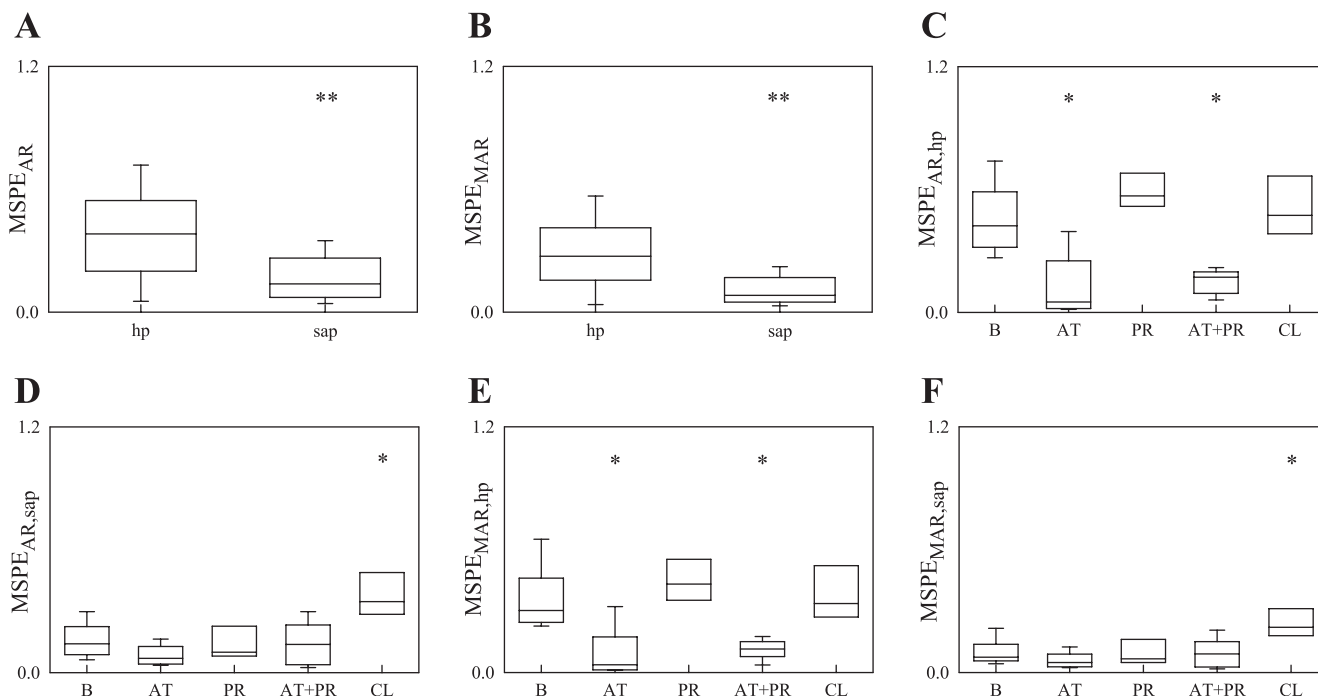 A
1.2
MSPE_AR
**
0.0
hp sap
B
1.2
MSPE_MAR
**
0.0
hp sap
C
1.2
MSPE_AR,hp
* *
0.0
B AT PR AT+PR CL
D
1.2
MSPE_AR,sap
*
0.0
B AT PR AT+PR CL
E
1.2
MSPE_MAR,hp
* *
0.0
B AT PR AT+PR CL
F
1.2
MSPE_MAR,sap
*
0.0
B AT PR AT+PR CL